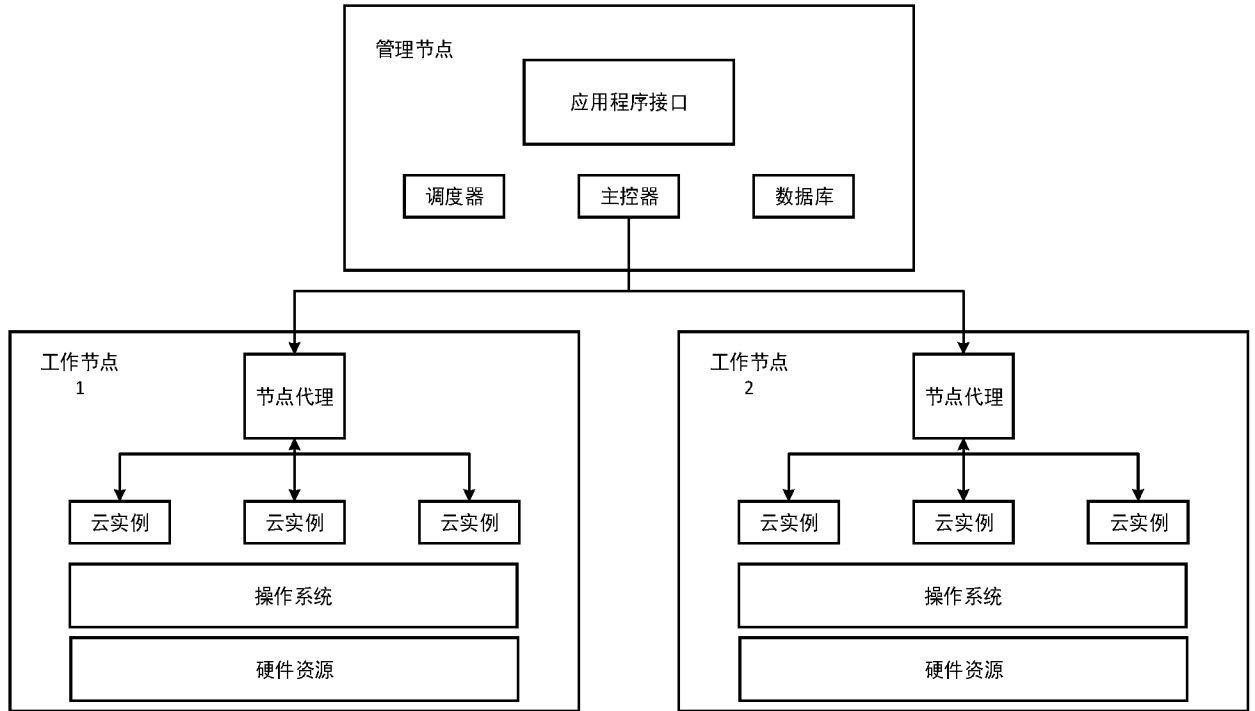 管理节点
应用程序接口
调度器
主控器
数据库
工作节点
1
节点代理
云实例
云实例
云实例
操作系统
硬件资源
工作节点
2
节点代理
云实例
云实例
云实例
操作系统
硬件资源